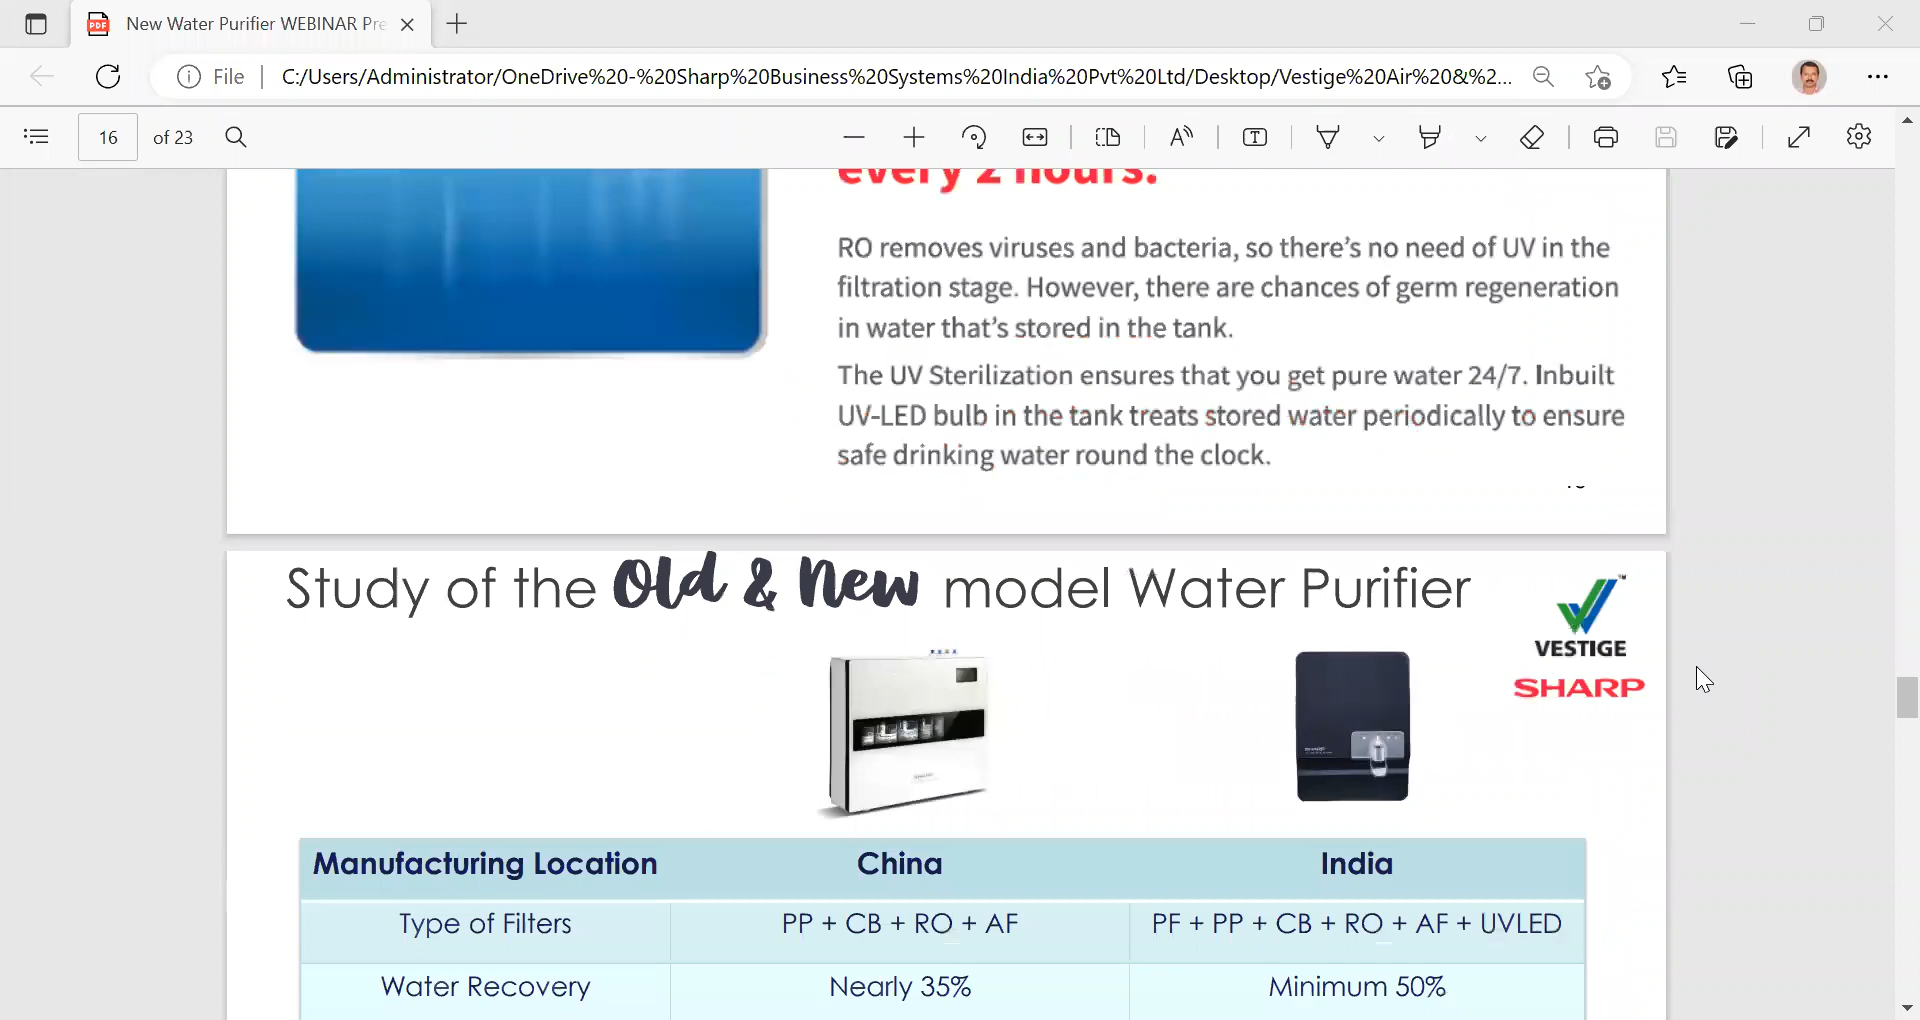 New Water Purifier WEBINAR Pre
File
C:/Users/Administrator/OneDrive%20-%20Sharp%20Business%20Systems%20India%20Pvt%20Ltd/Desktop/Vestige%20Air%20&%2...
16 of 23
every 2 hours.
RO removes viruses and bacteria, so there's no need of UV in the
filtration stage. However, there are chances of germ regeneration
in water that's stored in the tank.
The UV Sterilization ensures that you get pure water 24/7. Inbuilt
UV-LED bulb in the tank treats stored water periodically to ensure
safe drinking water round the clock.
Study of the Old & New model Water Purifier
VESTIGE
SHARP
Manufacturing Location China India
Type of Filters PP + CB + RO + AF PF + PP + CB + RO + AF + UVLED
Water Recovery Nearly 35% Minimum 50%